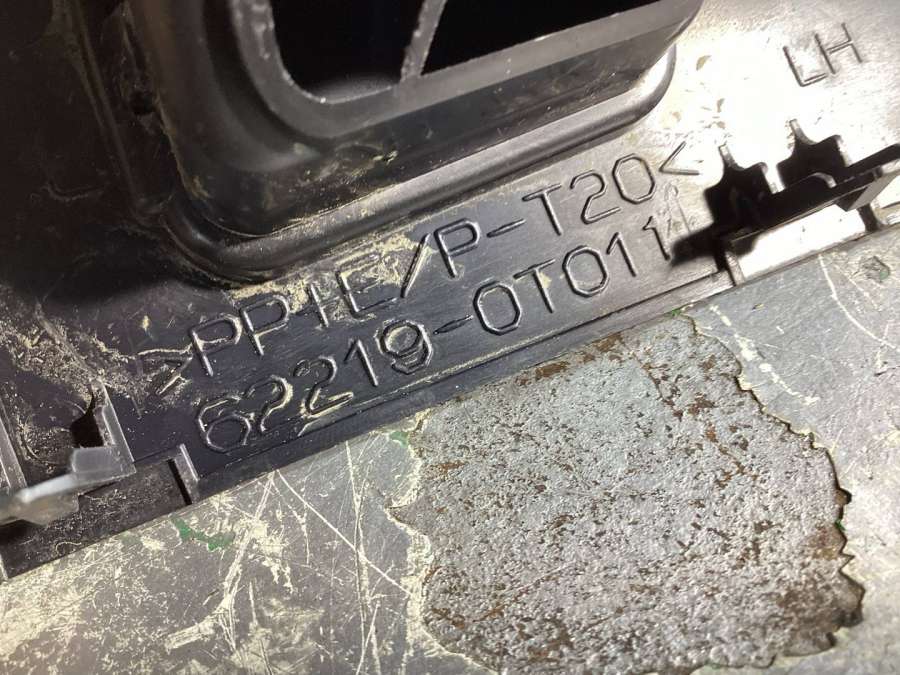 LH
>PP+E/P-T20<
62219-0T011